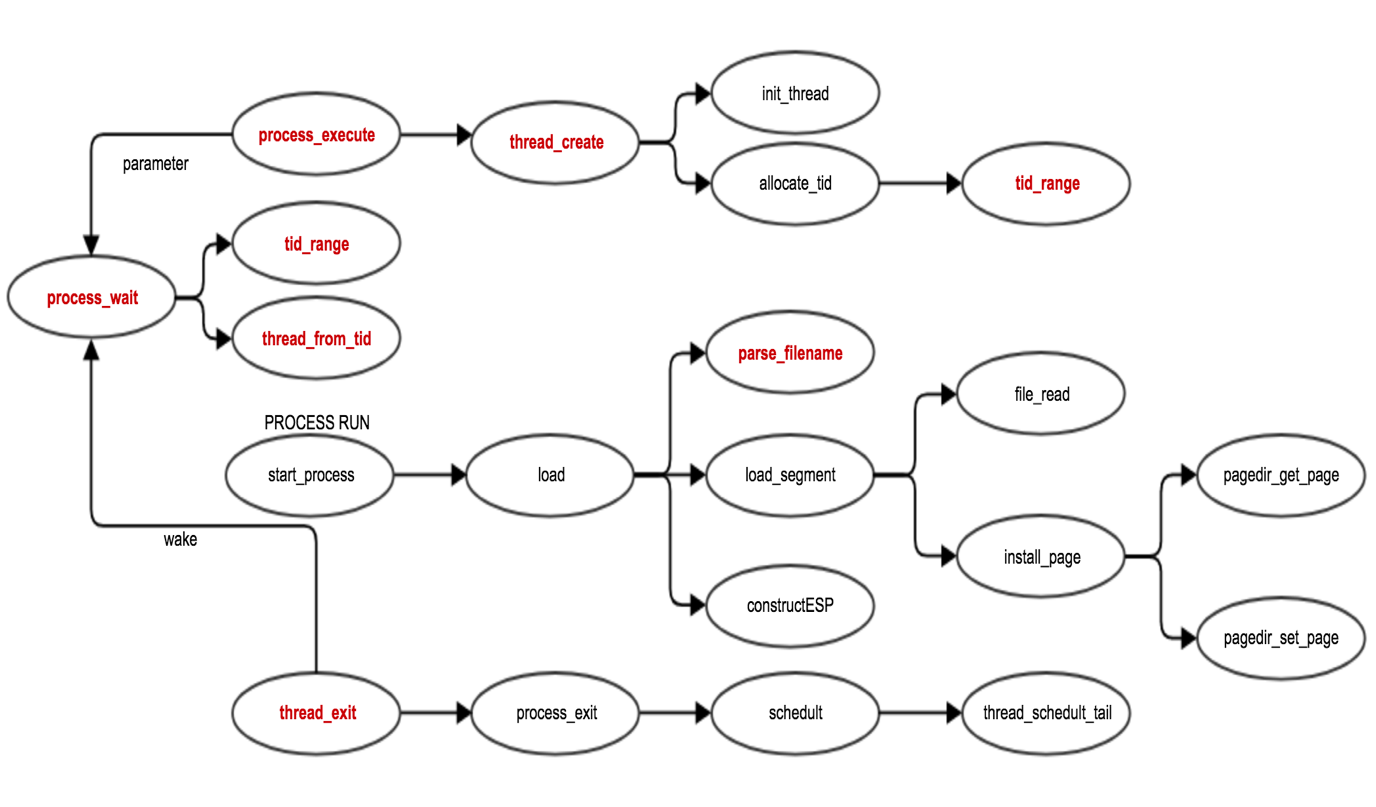 init_thread
process_execute
thread_create
parameter
allocate_tid
tid_range
tid_range
process_wait
thread_from_tid
parse_filename
file_read
PROCESS RUN
start_process
load
load_segment
pagedir_get_page
wake
install_page
constructESP
pagedir_set_page
thread_exit
process_exit
schedult
thread_schedult_tail